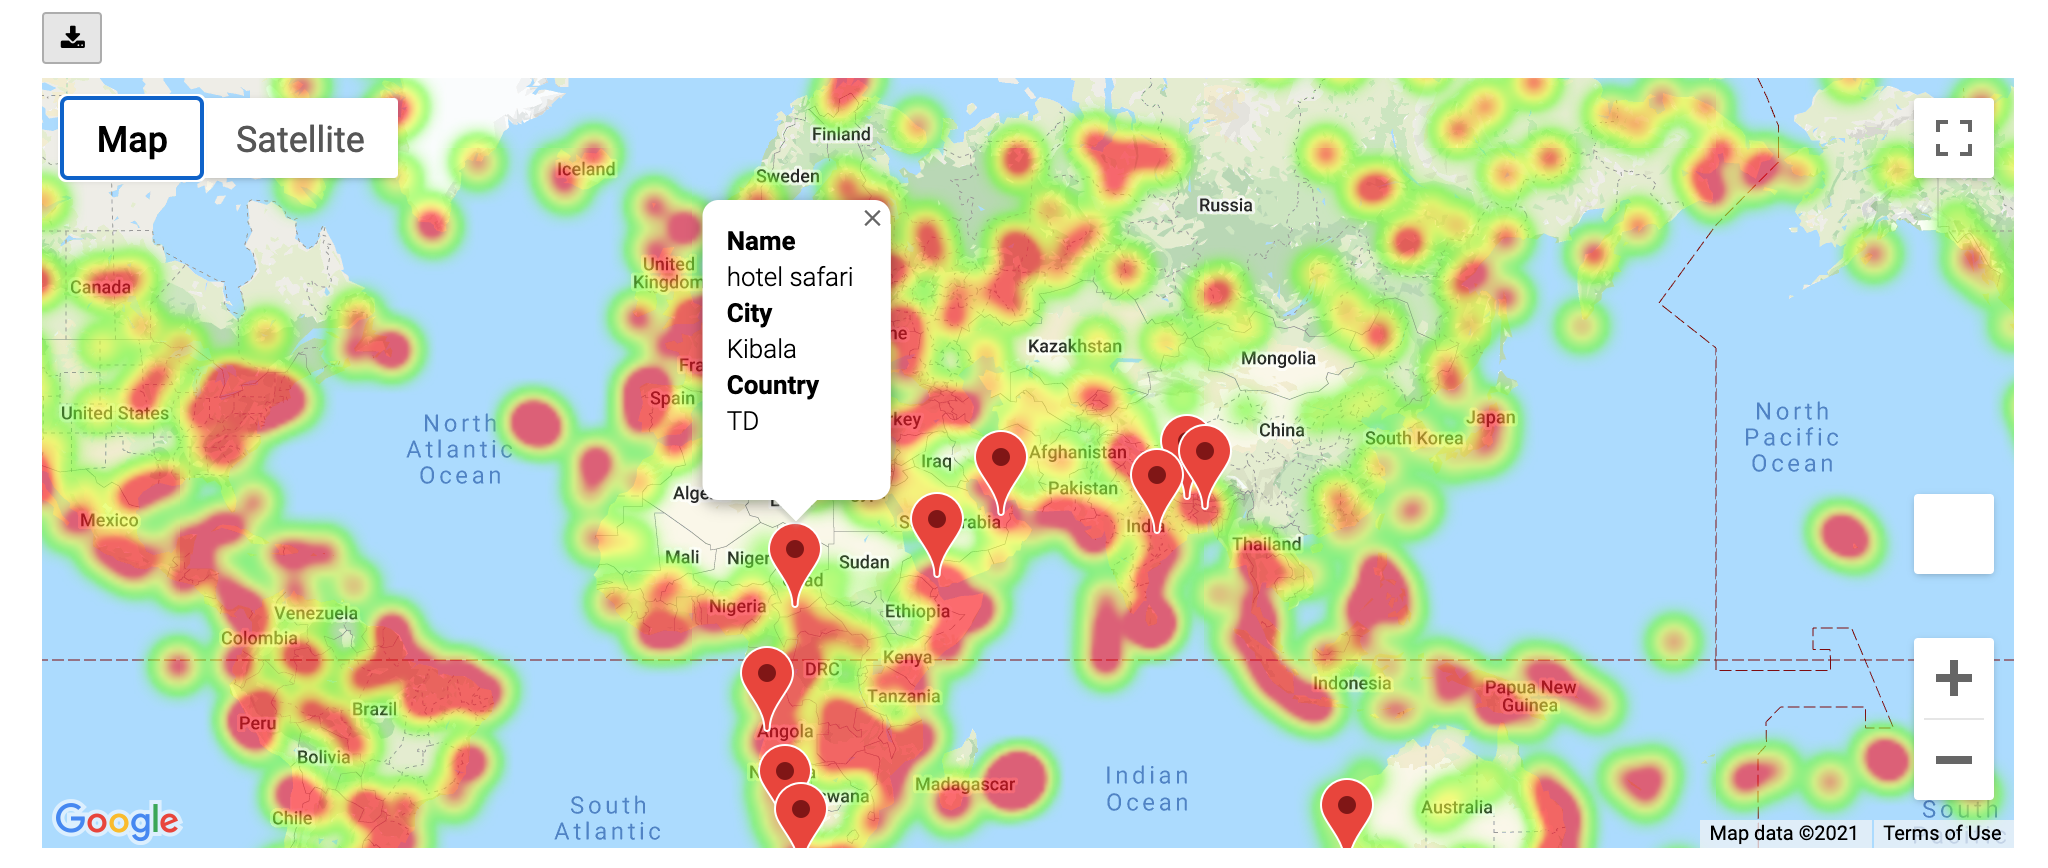 Map
Satellite
Finland
Iceland
Sweden
Russia
Name
hotel safari
City
Kibala
Country
TD
United
Kingdom
Canada
Kazakhstan
Mongolia
Spain
United States
North
Atlantic
Ocean
North
Pacific
Ocean
Japan
South Korea
China
Iraq
Afghanistan
Pakistan
Mexico
Thailand
Mali
Niger
Sudan
Nigeria
Ethiopia
Venezuela
Colombia
DRC
Kenya
Tanzania
Indonesia
Papua New
Guinea
Peru
Brazil
Angola
Bolivia
Madagascar
Indian
Ocean
Australia
Chile
South
Atlantic
South
Google
Map data ©2021
Terms of Use